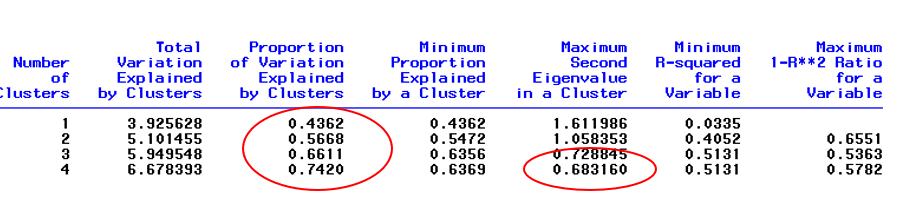 Total Proportion Minimum Maximum Minimum Maximum
Number Variation of Variation Proportion Second R-squared 1-R**2 Ratio
of Explained Explained Explained Eigenvalue for a for a
Clusters by Clusters by Clusters by a Cluster in a Cluster Variable Variable
1 3.925628 0.4362 0.4362 1.611986 0.0335
2 5.101455 0.5668 0.5472 1.058353 0.4052 0.6551
3 5.949548 0.6611 0.6356 0.728845 0.5131 0.5363
4 6.678393 0.7420 0.6369 0.683160 0.5131 0.5782